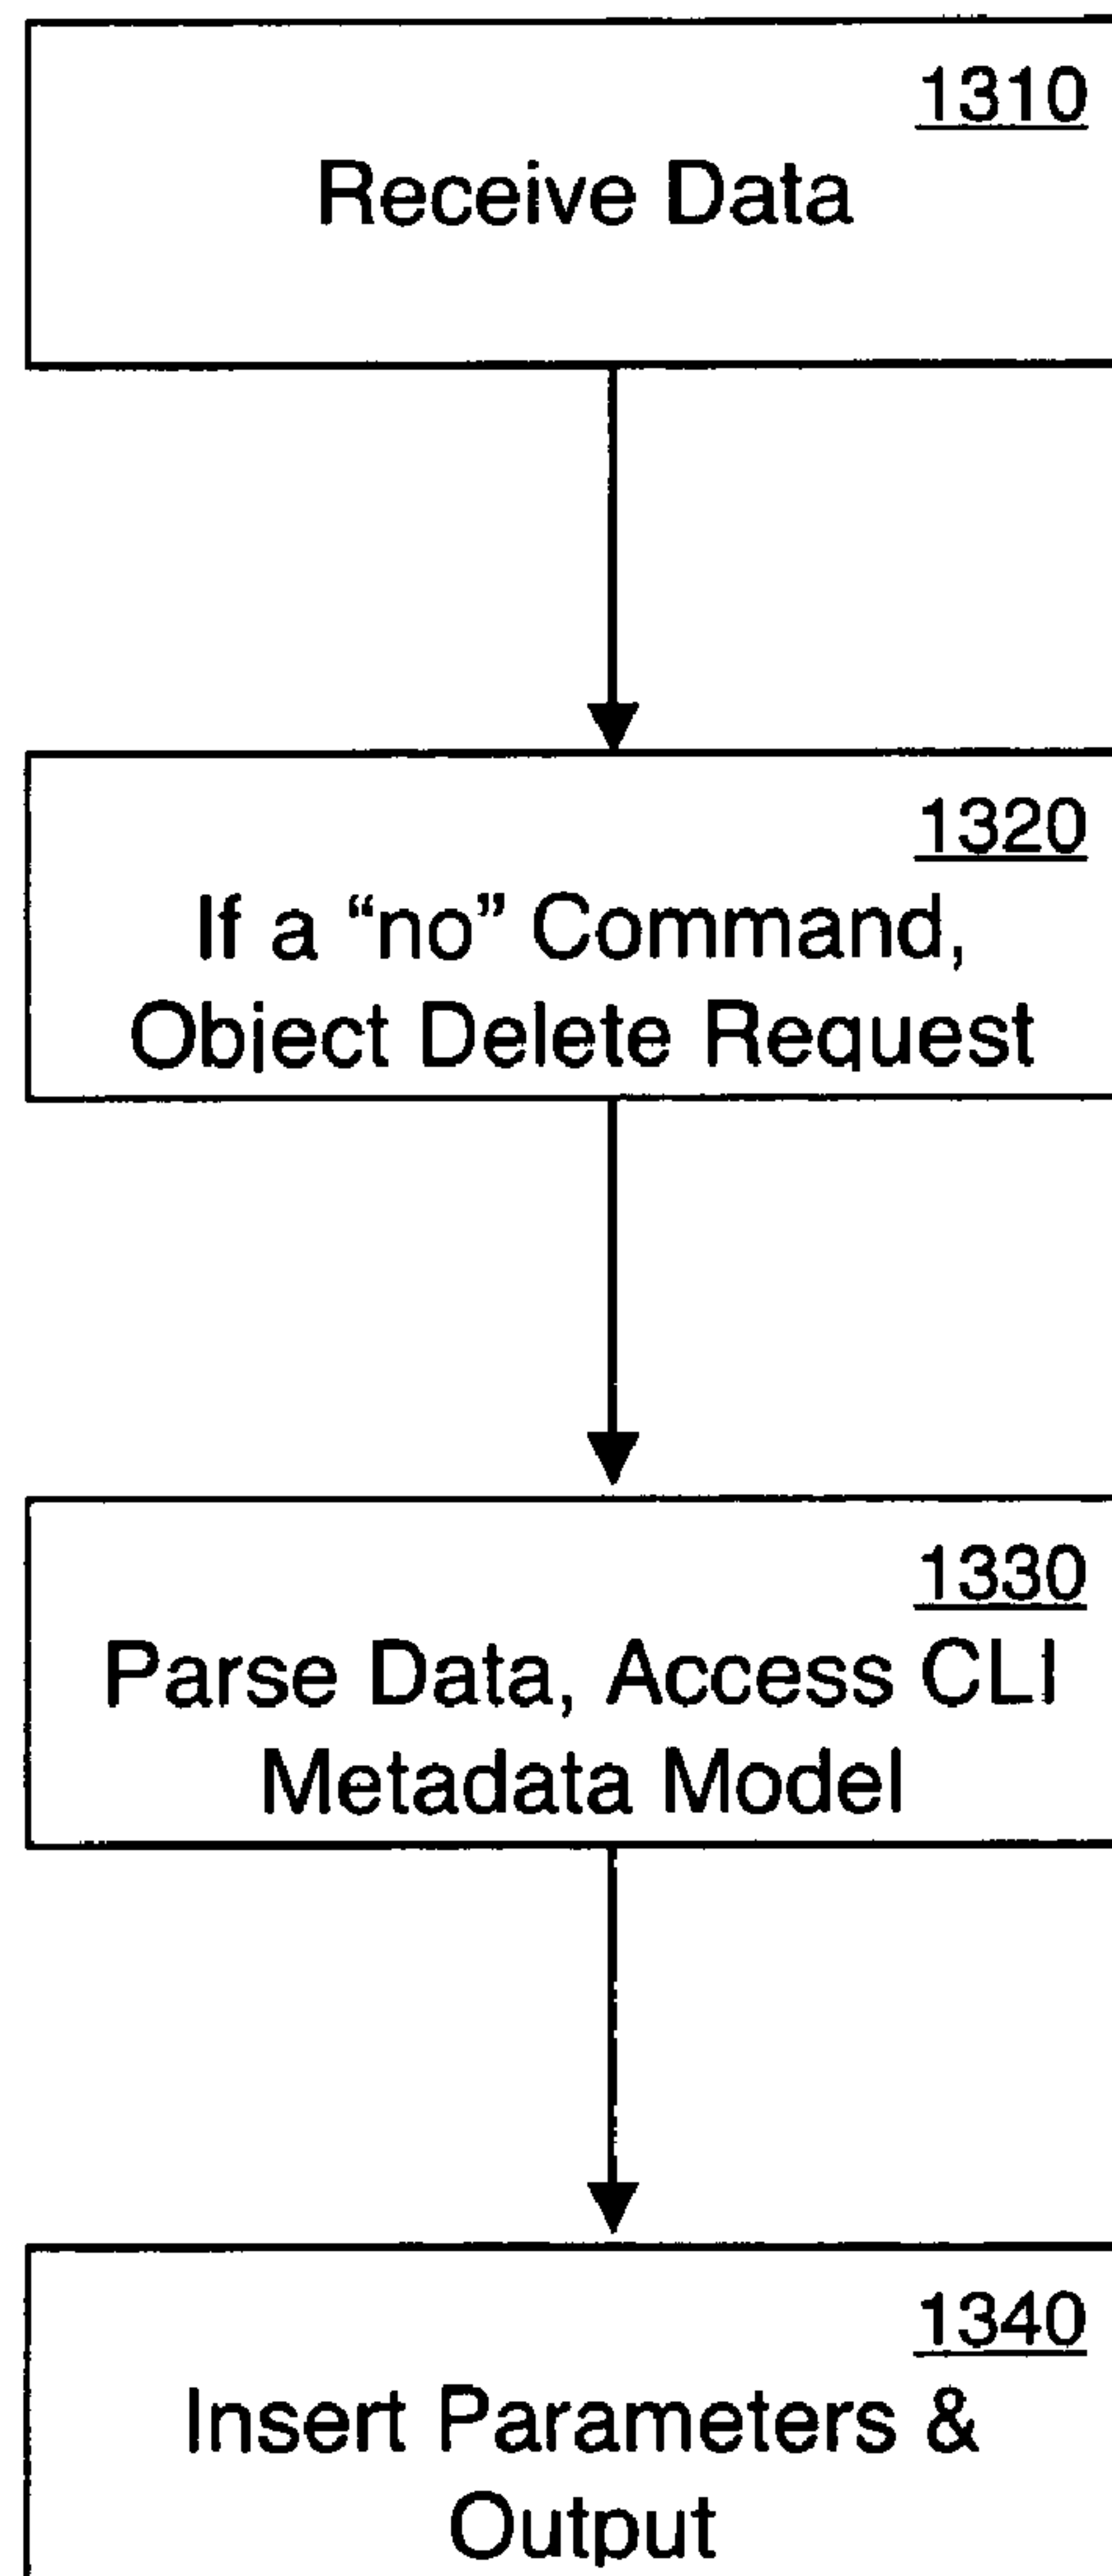 1310
Receive Data
1320
If a “no” Command,
Object Delete Request
1330
Parse Data, Access CLI
Metadata Model
1340
Insert Parameters &
Output